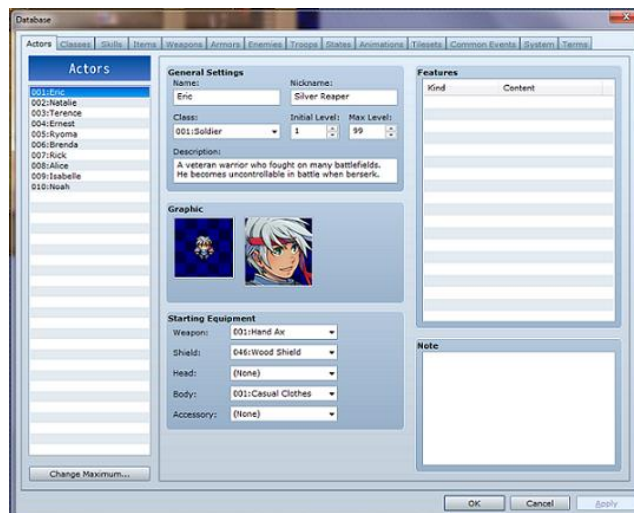 Database
Actors Classes Skills Items Weapons Armors Enemies Troops States Animations Tilesets Common Events System Terms
Actors
001:Eric
002:Natalie
003:Terence
004:Ernest
005:Ryoma
006:Brenda
007:Rick
008:Alice
009:Isabelle
010:Noah
Change Maximum...
General Settings
Name: Nickname:
Eric Silver Reaper
Class: Initial Level: Max Level:
001:Soldier 1 99
Description:
A veteran warrior who fought on many battlefields.
He becomes uncontrollable in battle when berserk.
Graphic
Starting Equipment
Weapon: 001:Hand Ax
Shield: 046:Wood Shield
Head: (None)
Body: 001:Casual Clothes
Accessory: (None)
Features
Kind Content
Note
OK Cancel Apply